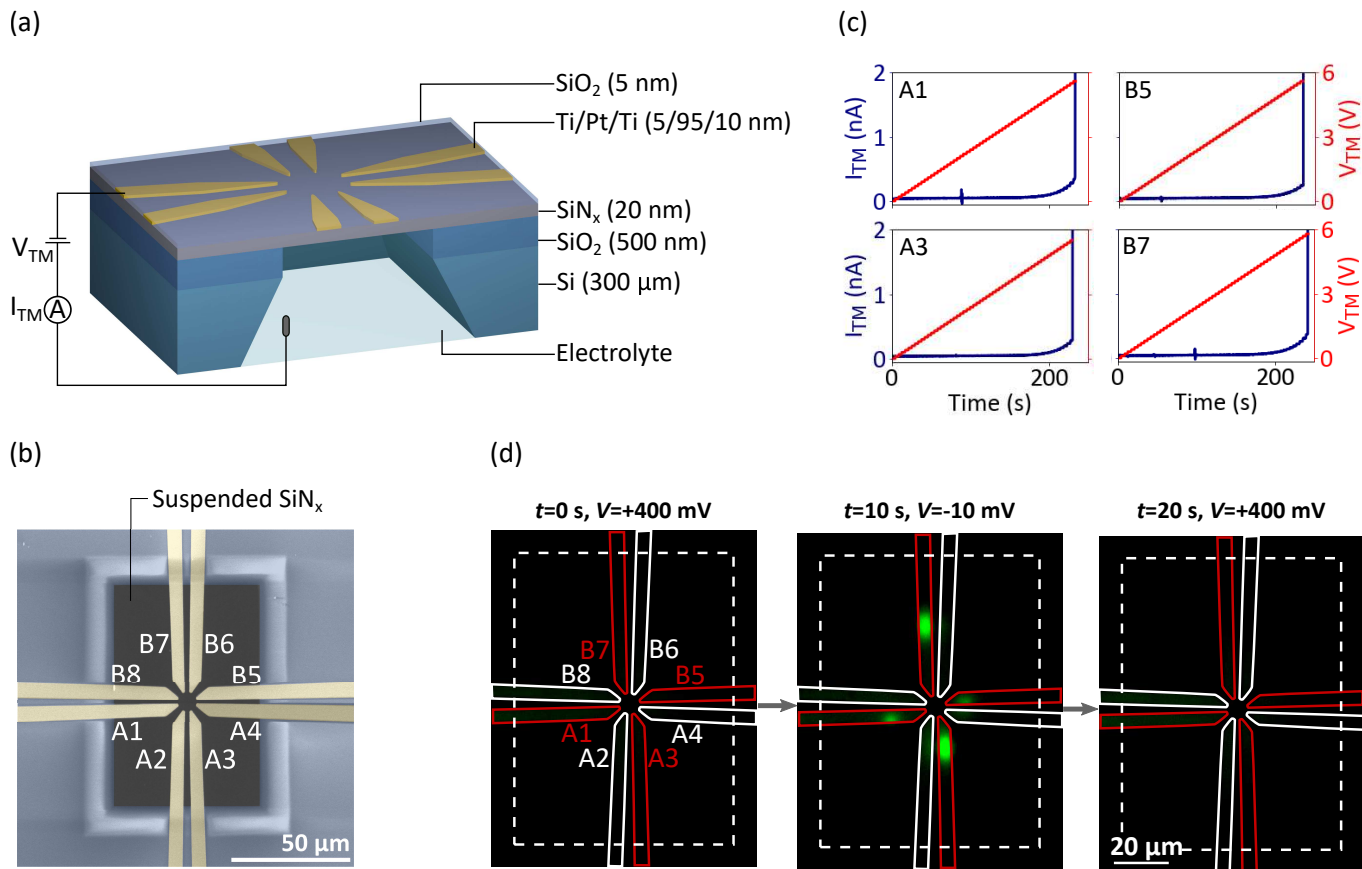 (a)
SiO₂ (5 nm)
Ti/Pt/Ti (5/95/10 nm)
SiNₓ (20 nm)
SiO₂ (500 nm)
Si (300 µm)
Electrolyte
V_TM
I_TM
A
(b)
Suspended SiNₓ
B7
B6
B8
B5
A1
A4
A2
A3
50 µm
(c)
A1
I_TM (nA)
2
1
0
B5
6
3
0
V_TM (V)
A3
I_TM (nA)
2
1
0
0
200
Time (s)
B7
6
3
0
V_TM (V)
0
200
Time (s)
(d)
t=0 s, V=+400 mV
t=10 s, V=-10 mV
t=20 s, V=+400 mV
B6
B7
B8
B5
A1
A4
A2
A3
20 µm